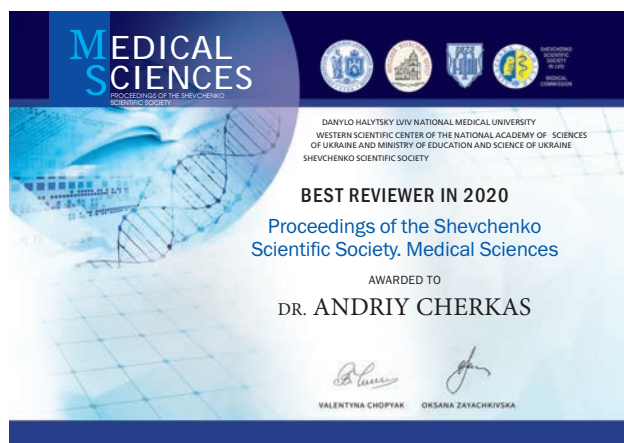 MEDICAL
SCIENCES
PROCEEDINGS OF THE SHEVCHENKO
SCIENTIFIC SOCIETY
SHEVCHENKO
SCIENTIFIC
SOCIETY
MEDICAL
COMMISSION
DANYLO HALYTSKY LVIV NATIONAL MEDICAL UNIVERSITY
WESTERN SCIENTIFIC CENTER OF THE NATIONAL ACADEMY OF SCIENCES
OF UKRAINE AND MINISTRY OF EDUCATION AND SCIENCE OF UKRAINE
SHEVCHENKO SCIENTIFIC SOCIETY
BEST REVIEWER IN 2020
Proceedings of the Shevchenko
Scientific Society. Medical Sciences
AWARDED TO
DR. ANDRIY CHERKAS
VALENTYNA CHOPYAK OKSANA ZAYACHKIVSKA